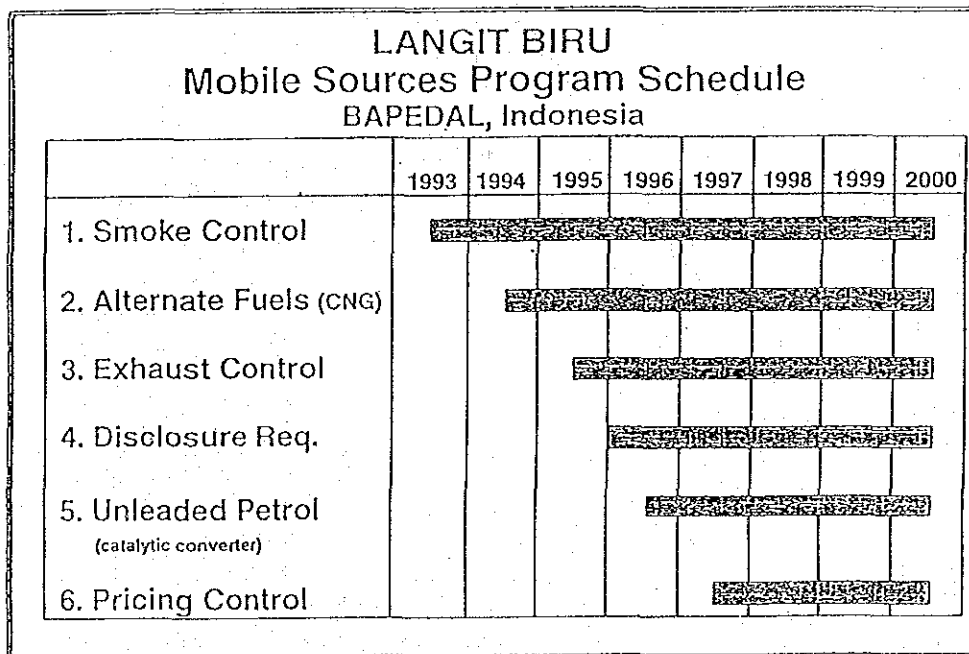 LANGIT BIRU
Mobile Sources Program Schedule
BAPEDAL, Indonesia
1993 1994 1995 1996 1997 1998 1999 2000
1. Smoke Control
2. Alternate Fuels (CNG)
3. Exhaust Control
4. Disclosure Req.
5. Unleaded Petrol
(catalytic converter)
6. Pricing Control